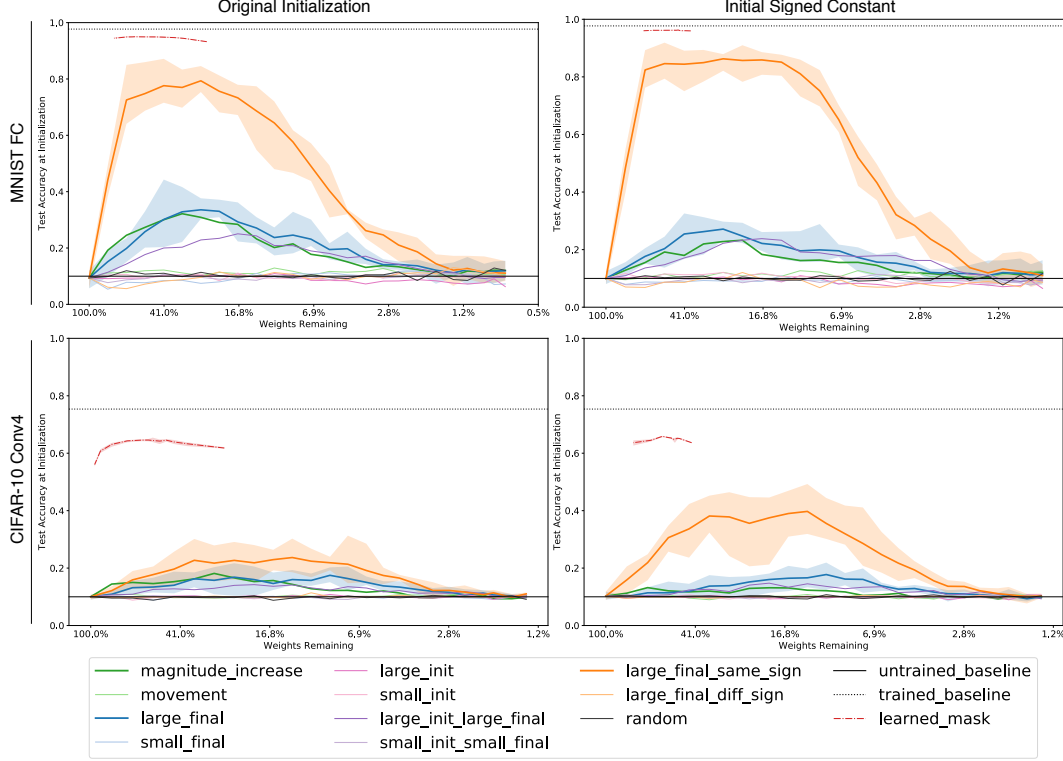 Original Initialization
Initial Signed Constant
MNIST FC
Test Accuracy at Initialization
1.0
0.8
0.6
0.4
0.2
0.0
100.0% 41.0% 16.8% 6.9% 2.8% 1.2% 0.5%
Weights Remaining
Test Accuracy at Initialization
1.0
0.8
0.6
0.4
0.2
0.0
100.0% 41.0% 16.8% 6.9% 2.8% 1.2%
Weights Remaining
CIFAR-10 Conv4
Test Accuracy at Initialization
1.0
0.8
0.6
0.4
0.2
0.0
100.0% 41.0% 16.8% 6.9% 2.8% 1.2%
Weights Remaining
Test Accuracy at Initialization
1.0
0.8
0.6
0.4
0.2
0.0
100.0% 41.0% 16.8% 6.9% 2.8% 1.2%
Weights Remaining
magnitude_increase
movement
large_final
small_final
large_init
small_init
large_init_large_final
small_init_small_final
large_final_same_sign
large_final_diff_sign
random
untrained_baseline
trained_baseline
learned_mask